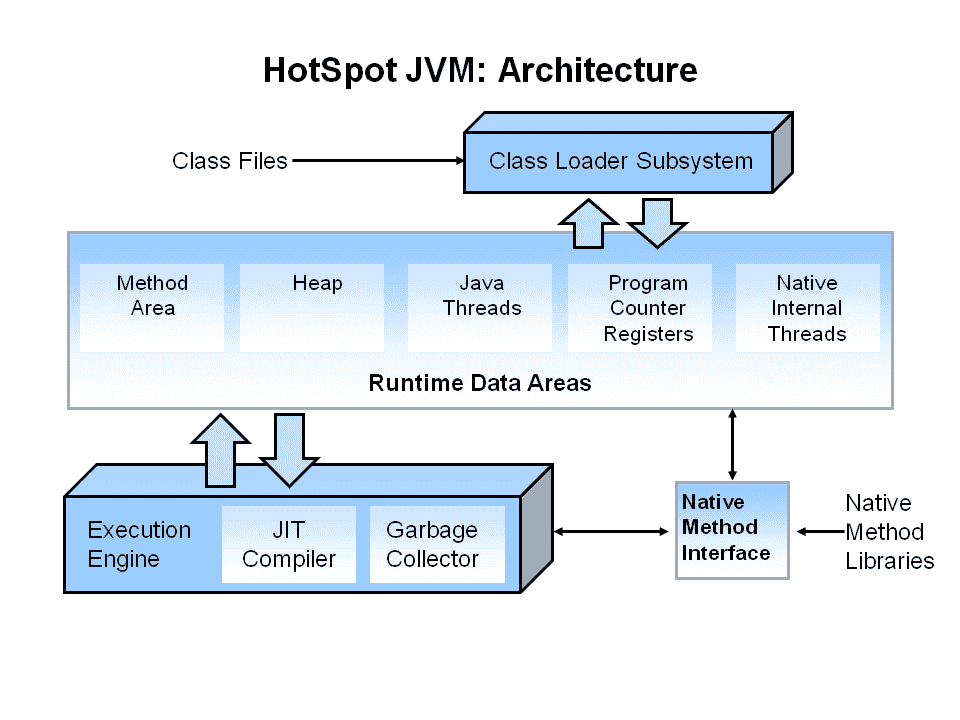 HotSpot JVM: Architecture
Class Files
Class Loader Subsystem
Method
Area
Heap
Java
Threads
Program
Counter
Registers
Native
Internal
Threads
Runtime Data Areas
Execution
Engine
JIT
Compiler
Garbage
Collector
Native
Method
Interface
Native
Method
Libraries